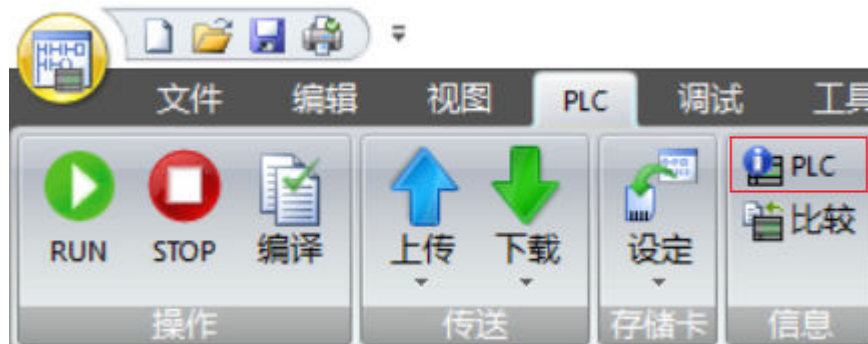 文件 编辑 视图 PLC 调试 工具
RUN STOP 编译 上传 下载 设定 PLC
比较
操作 传送 存储卡 信息